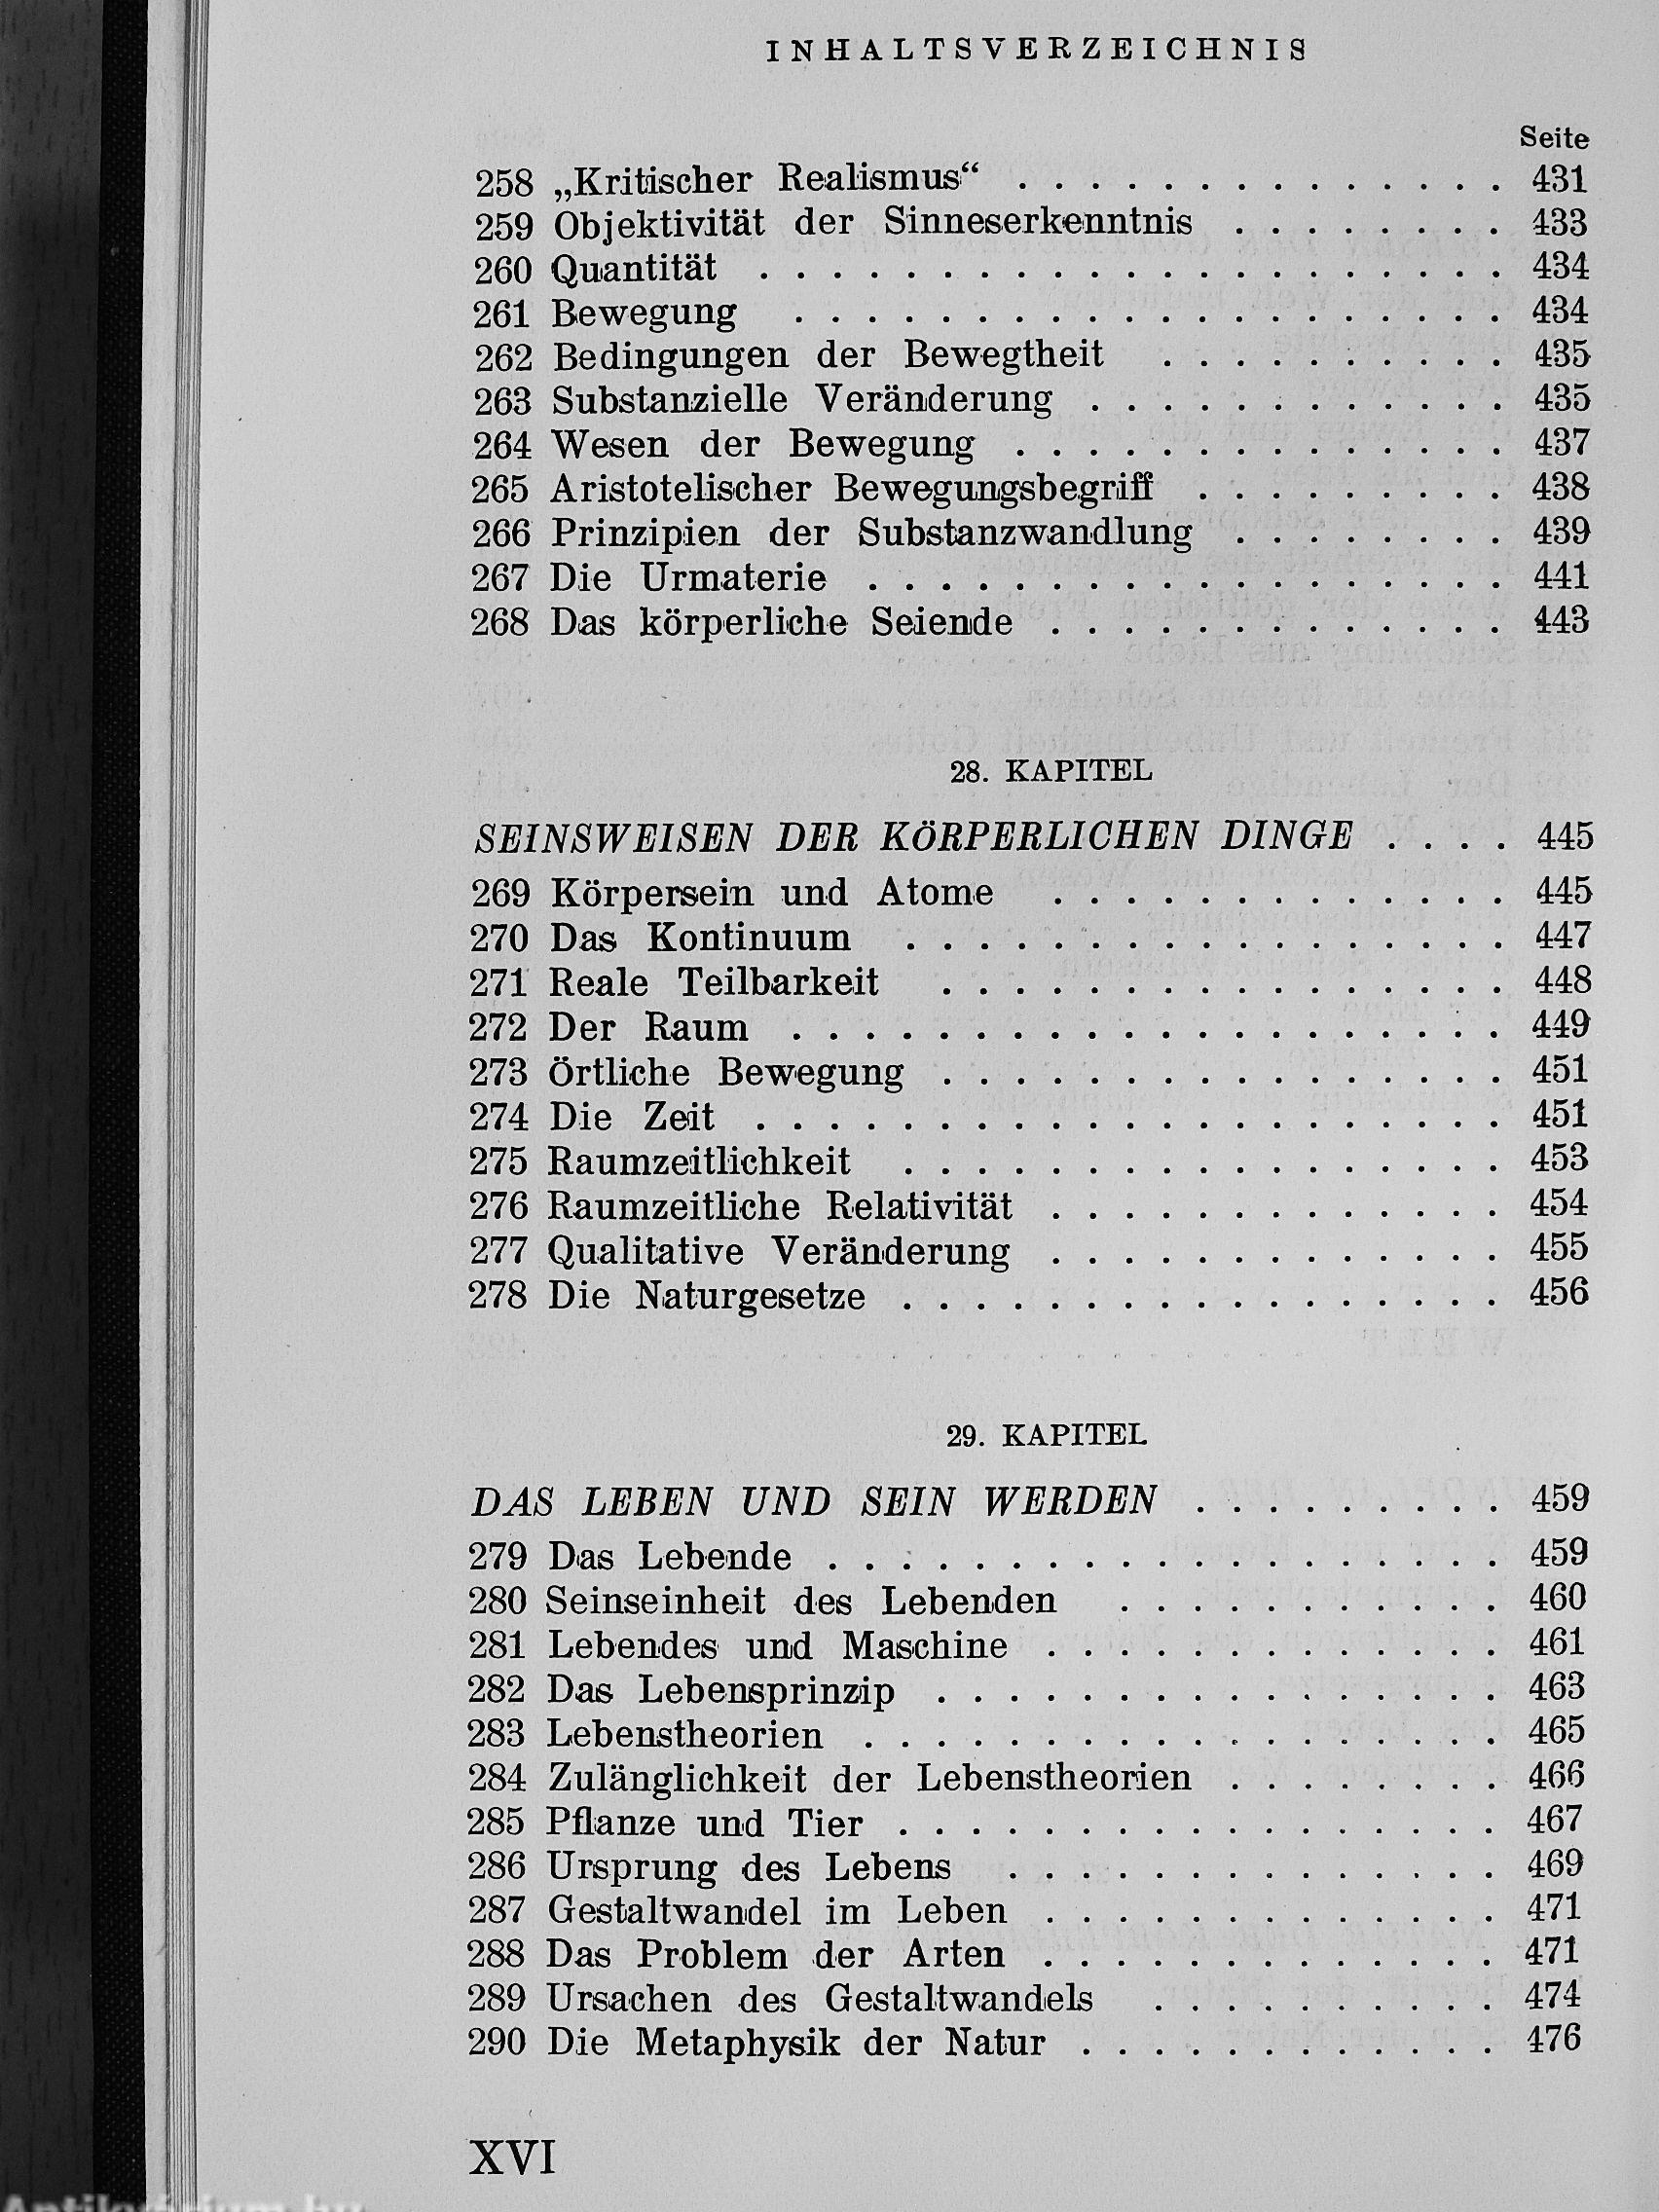 INHALTSVERZEICHNIS
Seite
258 „Kritischer Realismus“ . . . . . . . . . . . . . . 431
259 Objektivität der Sinneserkenntnis . . . . . . . . 433
260 Quantität . . . . . . . . . . . . . . . . . . . . . 434
261 Bewegung . . . . . . . . . . . . . . . . . . . . 434
262 Bedingungen der Bewegtheit . . . . . . . . . . 435
263 Substanzielle Veränderung . . . . . . . . . . . . 435
264 Wesen der Bewegung . . . . . . . . . . . . . . 437
265 Aristotelischer Bewegungsbegriff . . . . . . . . . 438
266 Prinzipien der Substanzwandlung . . . . . . . . 439
267 Die Urmaterie . . . . . . . . . . . . . . . . . . 441
268 Das körperliche Seiende . . . . . . . . . . . . . 443
28. KAPITEL
SEINSWEISEN DER KÖRPERLICHEN DINGE . . . . 445
269 Körpersein und Atome . . . . . . . . . . . . . 445
270 Das Kontinuum . . . . . . . . . . . . . . . . . 447
271 Reale Teilbarkeit . . . . . . . . . . . . . . . . 448
272 Der Raum . . . . . . . . . . . . . . . . . . . . 449
273 Örtliche Bewegung . . . . . . . . . . . . . . . . 451
274 Die Zeit . . . . . . . . . . . . . . . . . . . . . 451
275 Raumzeitlichkeit . . . . . . . . . . . . . . . . . 453
276 Raumzeitliche Relativität . . . . . . . . . . . . . 454
277 Qualitative Veränderung . . . . . . . . . . . . . 455
278 Die Naturgesetze . . . . . . . . . . . . . . . . . 456
29. KAPITEL
DAS LEBEN UND SEIN WERDEN . . . . . . . . . 459
279 Das Lebende . . . . . . . . . . . . . . . . . . . 459
280 Seinseinheit des Lebenden . . . . . . . . . . . 460
281 Lebendes und Maschine . . . . . . . . . . . . . 461
282 Das Lebensprinzip . . . . . . . . . . . . . . . . 463
283 Lebenstheorien . . . . . . . . . . . . . . . . . . 465
284 Zulänglichkeit der Lebenstheorien . . . . . . . . 466
285 Pflanze und Tier . . . . . . . . . . . . . . . . . 467
286 Ursprung des Lebens . . . . . . . . . . . . . . 469
287 Gestaltwandel im Leben . . . . . . . . . . . . . 471
288 Das Problem der Arten . . . . . . . . . . . . . 471
289 Ursachen des Gestaltwandels . . . . . . . . . . 474
290 Die Metaphysik der Natur . . . . . . . . . . . . 476
XVI